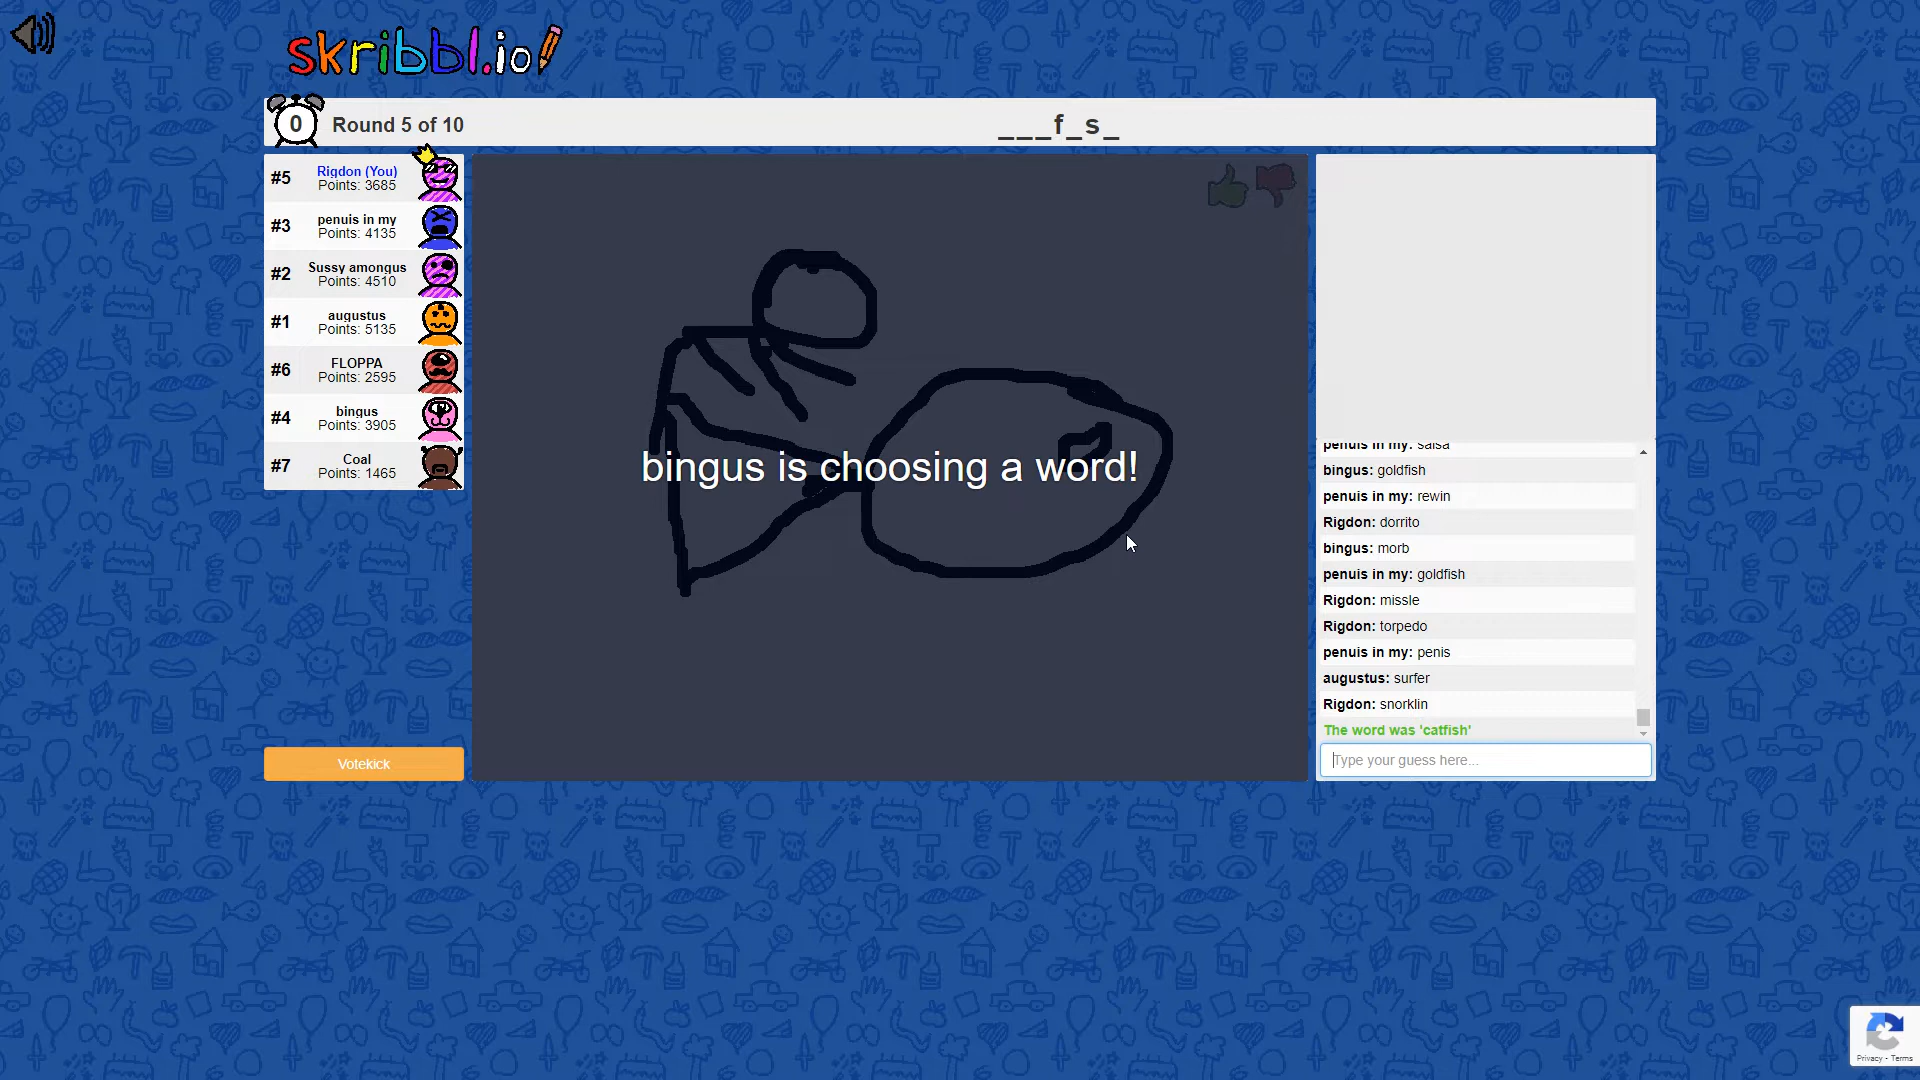 skribbl.io
0
Round 5 of 10
___f_s_
#5
Rigdon (You)
Points: 3685
#3
penuis in my
Points: 4135
#2
Sussy amongus
Points: 4510
#1
augustus
Points: 5135
#6
FLOPPA
Points: 2595
#4
bingus
Points: 3905
#7
Coal
Points: 1465
Votekick
bingus is choosing a word!
penuis in my: salsa
bingus: goldfish
penuis in my: rewin
Rigdon: dorrito
bingus: morb
penuis in my: goldfish
Rigdon: missle
Rigdon: torpedo
penuis in my: penis
augustus: surfer
Rigdon: snorklin
The word was 'catfish'
Type your guess here...
Privacy - Terms